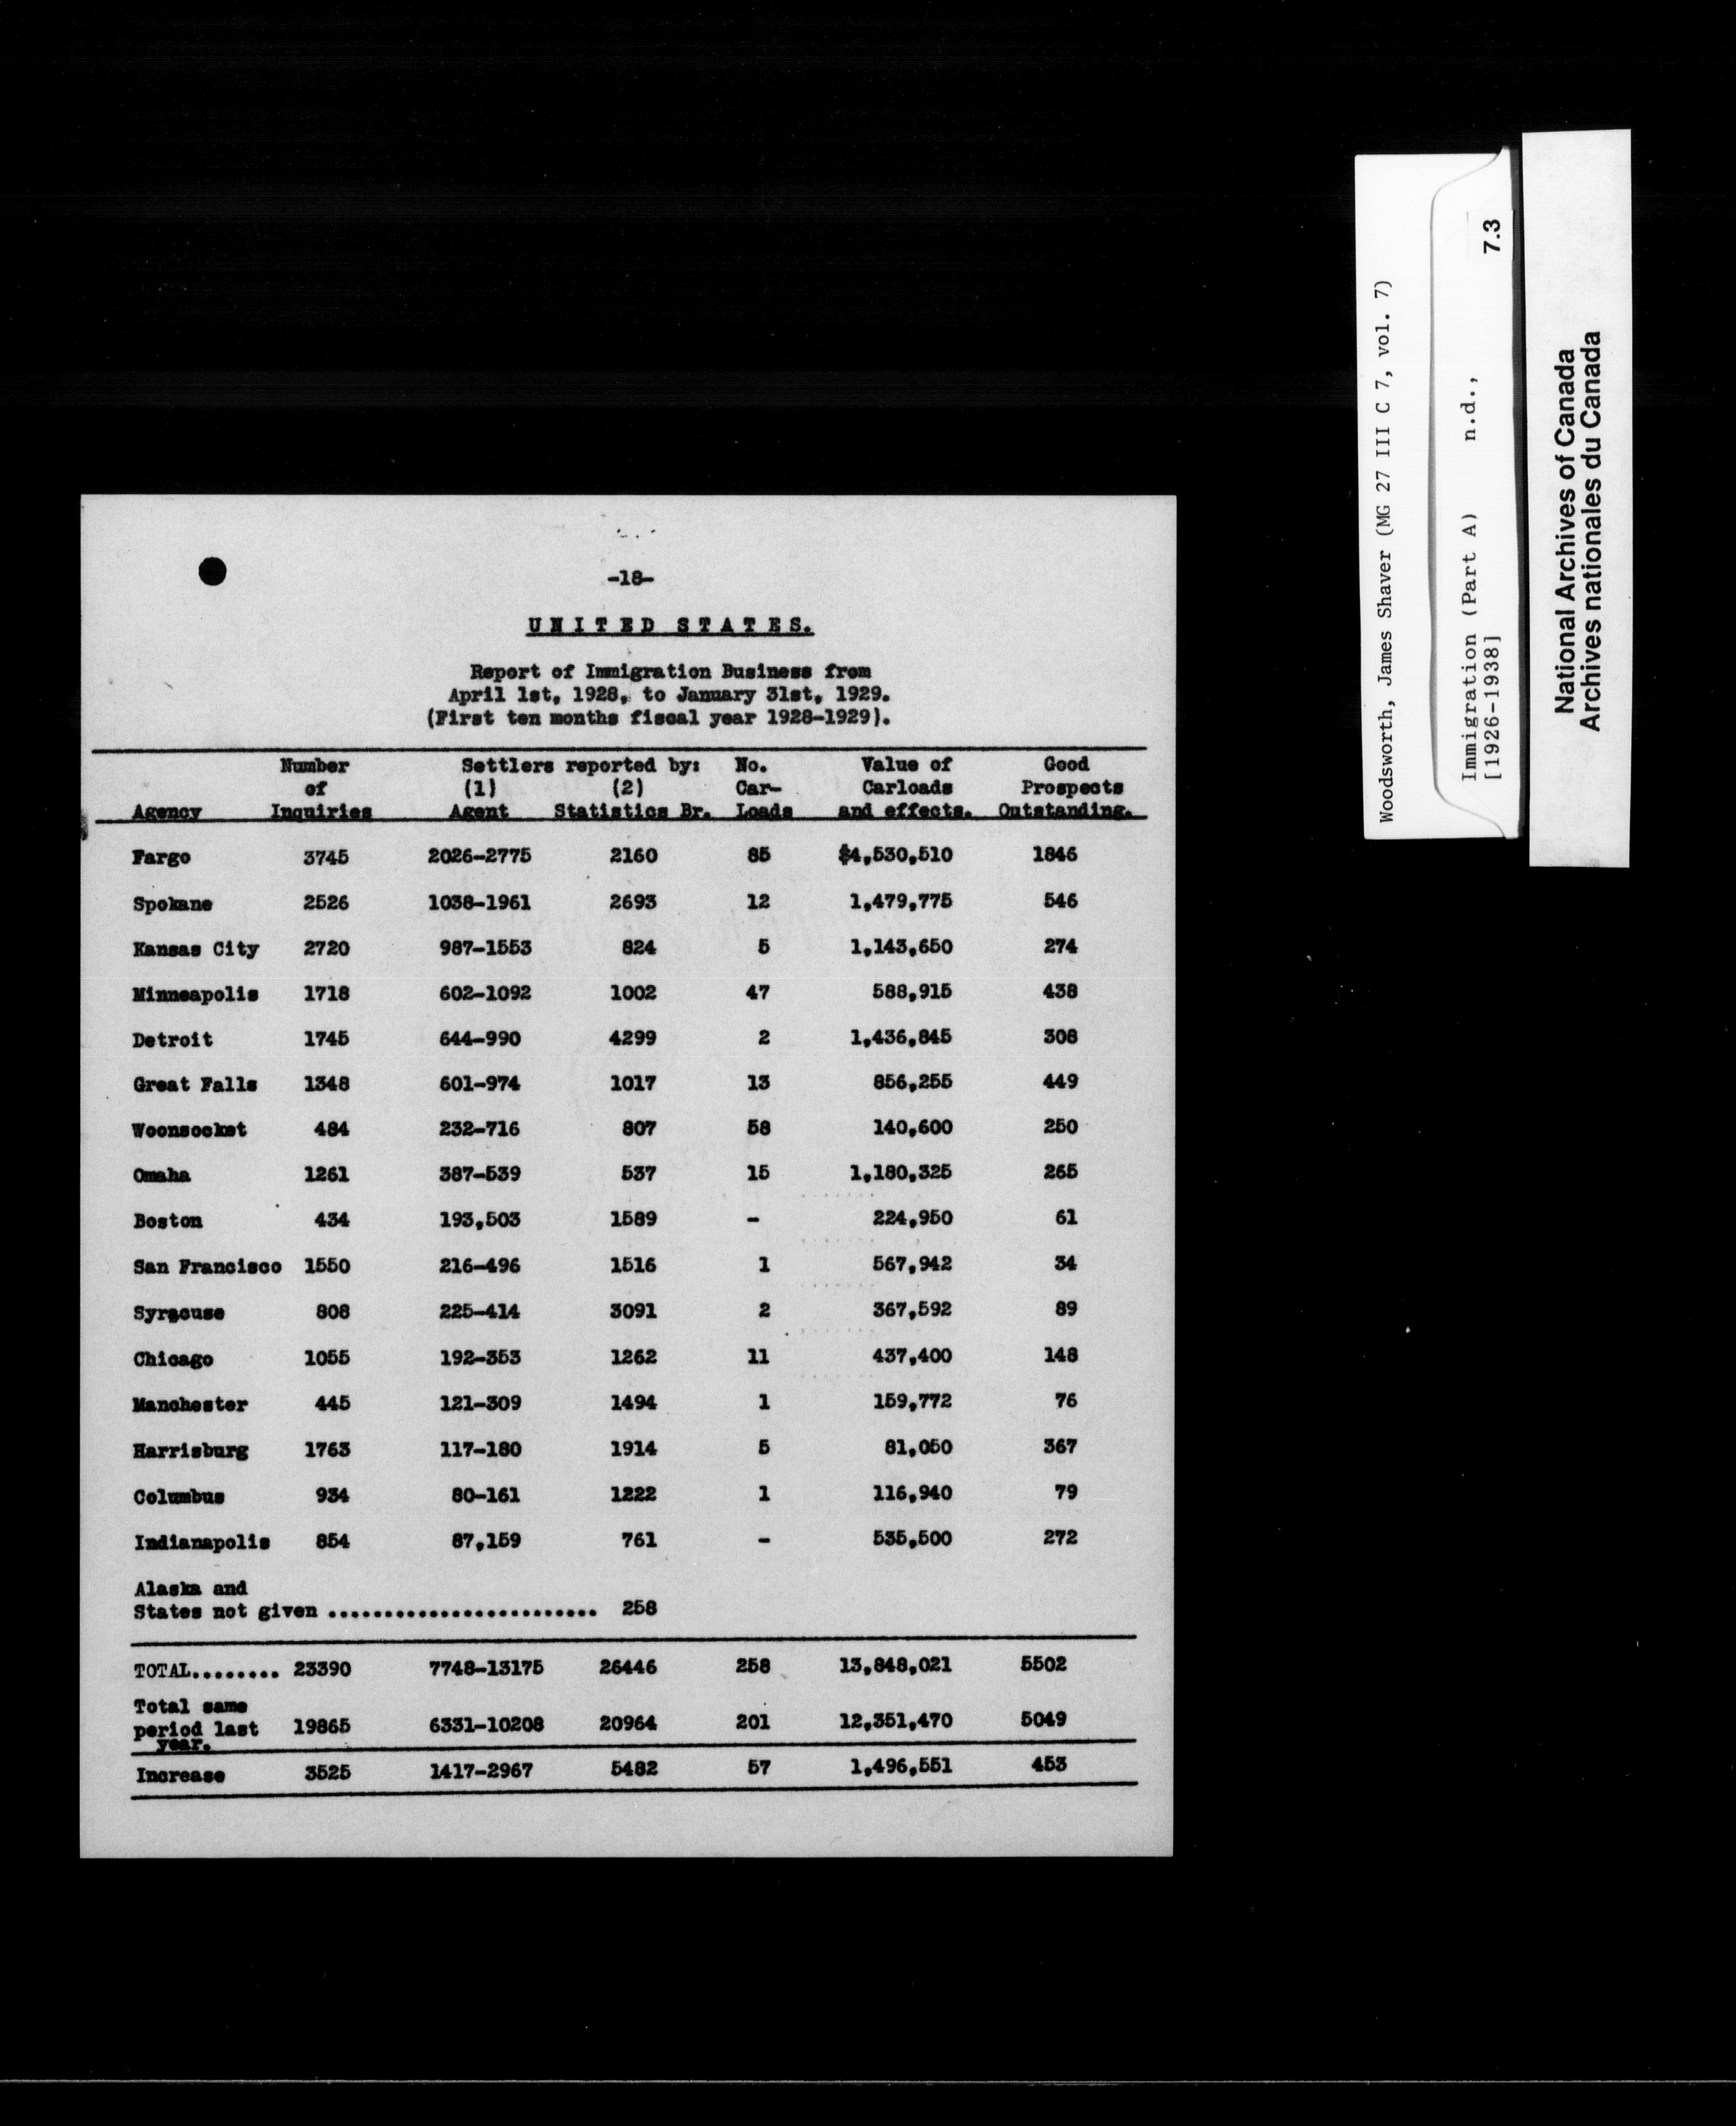 -18-
UNITED STATES.
Report of Immigration Business from
April 1st, 1928, to January 31st, 1929.
(First ten months fiscal year 1928-1929).
Number Settlers reported by: No. Value of Good
of (1) (2) Car- Carloads Prospects
Agency Inquiries Agent Statistics Br. Loads and effects. Outstanding.
Fargo 3745 2026-2775 2160 85 $4,530,510 1846
Spokane 2526 1038-1961 2693 12 1,479,775 546
Kansas City 2720 987-1553 824 5 1,143,650 274
Minneapolis 1718 602-1092 1002 47 588,915 438
Detroit 1745 644-990 4299 2 1,436,845 308
Great Falls 1348 601-974 1017 13 856,255 449
Woonsocket 484 232-716 807 58 140,600 250
Omaha 1261 387-539 537 15 1,180,325 265
Boston 434 193,503 1589 - 224,950 61
San Francisco 1550 216-496 1516 1 567,942 34
Syracuse 808 225-414 3091 2 367,592 89
Chicago 1055 192-353 1262 11 437,400 148
Manchester 445 121-309 1494 1 159,772 76
Harrisburg 1763 117-180 1914 5 81,050 367
Columbus 934 80-161 1222 1 116,940 79
Indianapolis 854 87,159 761 - 535,500 272
Alaska and
States not given ........................ 258
TOTAL........ 23390 7748-13175 26446 258 13,848,021 5502
Total same
period last 19865 6331-10208 20964 201 12,351,470 5049
year.
Increase 3525 1417-2967 5482 57 1,496,551 453
Woodsworth, James Shaver (MG 27 III C 7, vol. 7)
Immigration (Part A) n.d., 7.3
[1926-1938]
National Archives of Canada
Archives nationales du Canada